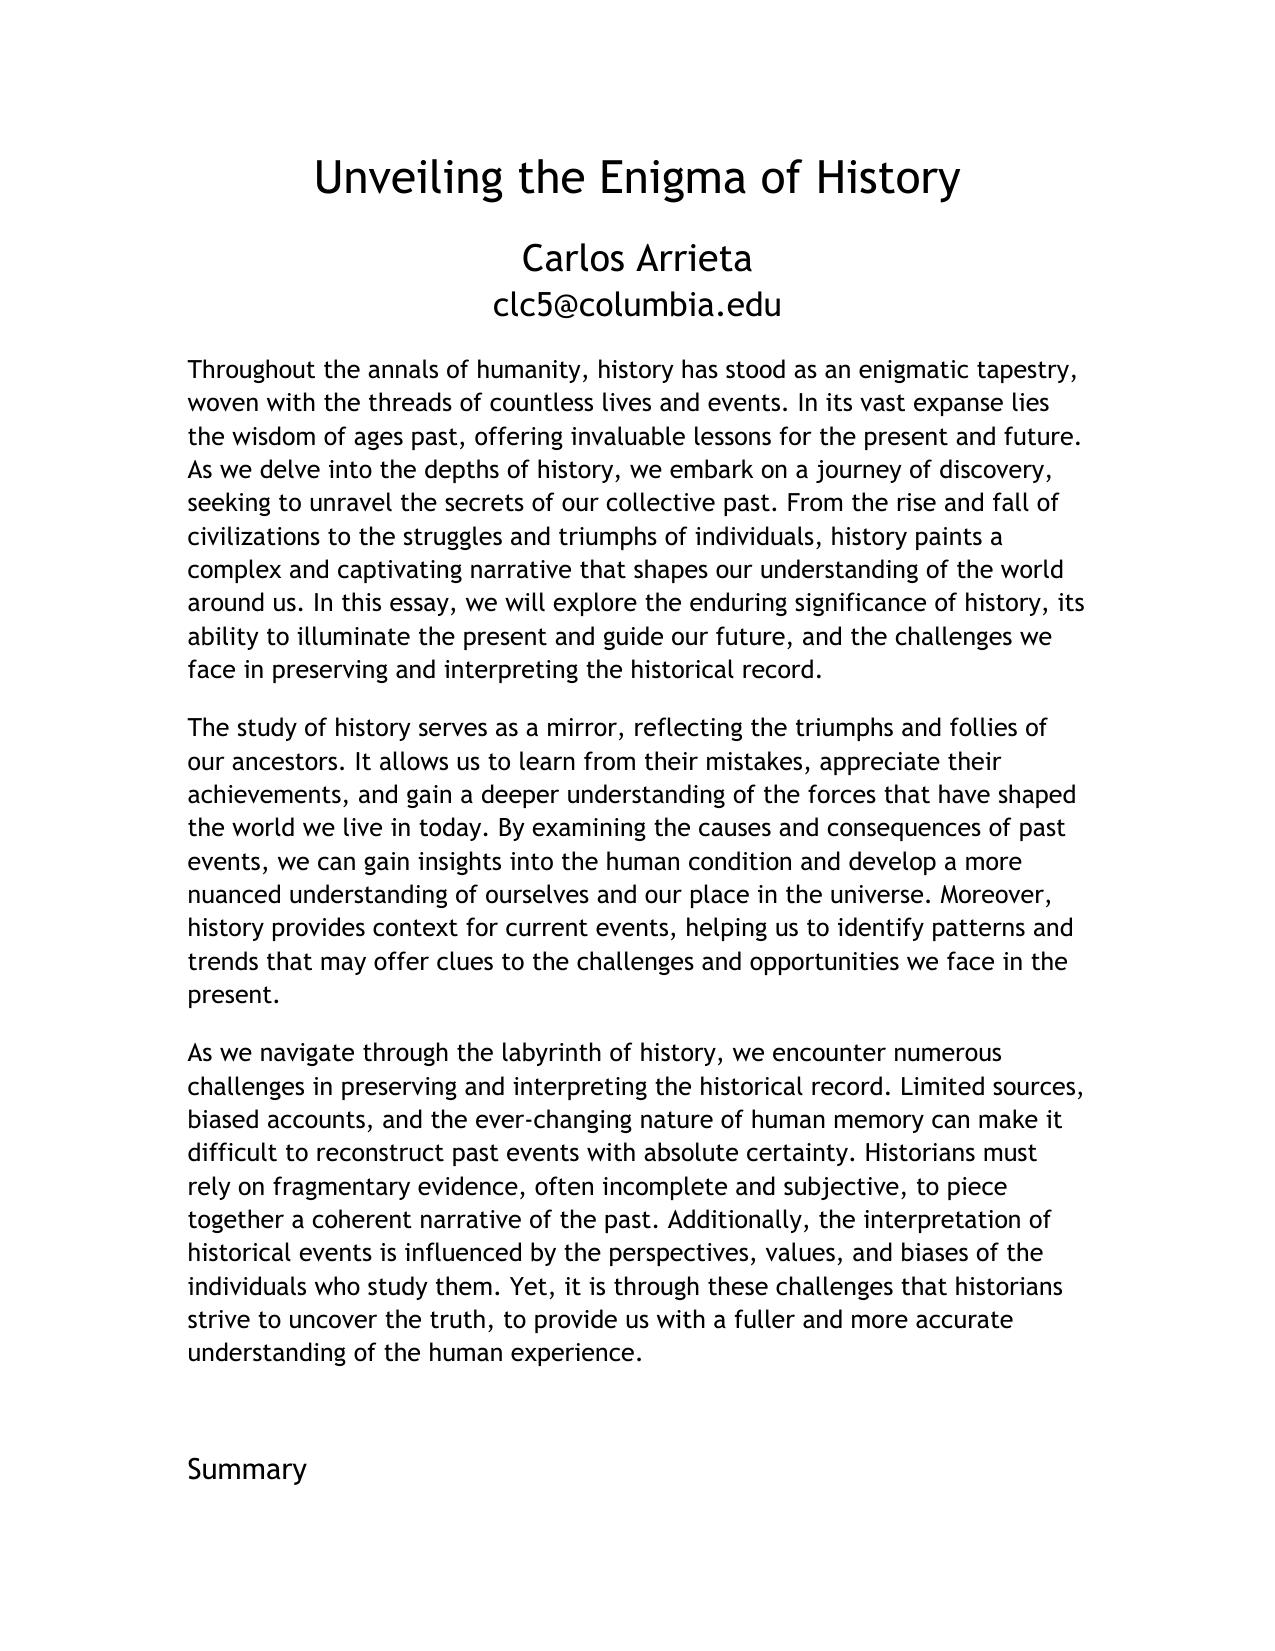 Unveiling the Enigma of History
Carlos Arrieta
clc5@columbia.edu
Throughout the annals of humanity, history has stood as an enigmatic tapestry,
woven with the threads of countless lives and events. In its vast expanse lies
the wisdom of ages past, offering invaluable lessons for the present and future.
As we delve into the depths of history, we embark on a journey of discovery,
seeking to unravel the secrets of our collective past. From the rise and fall of
civilizations to the struggles and triumphs of individuals, history paints a
complex and captivating narrative that shapes our understanding of the world
around us. In this essay, we will explore the enduring significance of history, its
ability to illuminate the present and guide our future, and the challenges we
face in preserving and interpreting the historical record.
The study of history serves as a mirror, reflecting the triumphs and follies of
our ancestors. It allows us to learn from their mistakes, appreciate their
achievements, and gain a deeper understanding of the forces that have shaped
the world we live in today. By examining the causes and consequences of past
events, we can gain insights into the human condition and develop a more
nuanced understanding of ourselves and our place in the universe. Moreover,
history provides context for current events, helping us to identify patterns and
trends that may offer clues to the challenges and opportunities we face in the
present.
As we navigate through the labyrinth of history, we encounter numerous
challenges in preserving and interpreting the historical record. Limited sources,
biased accounts, and the ever-changing nature of human memory can make it
difficult to reconstruct past events with absolute certainty. Historians must
rely on fragmentary evidence, often incomplete and subjective, to piece
together a coherent narrative of the past. Additionally, the interpretation of
historical events is influenced by the perspectives, values, and biases of the
individuals who study them. Yet, it is through these challenges that historians
strive to uncover the truth, to provide us with a fuller and more accurate
understanding of the human experience.
Summary